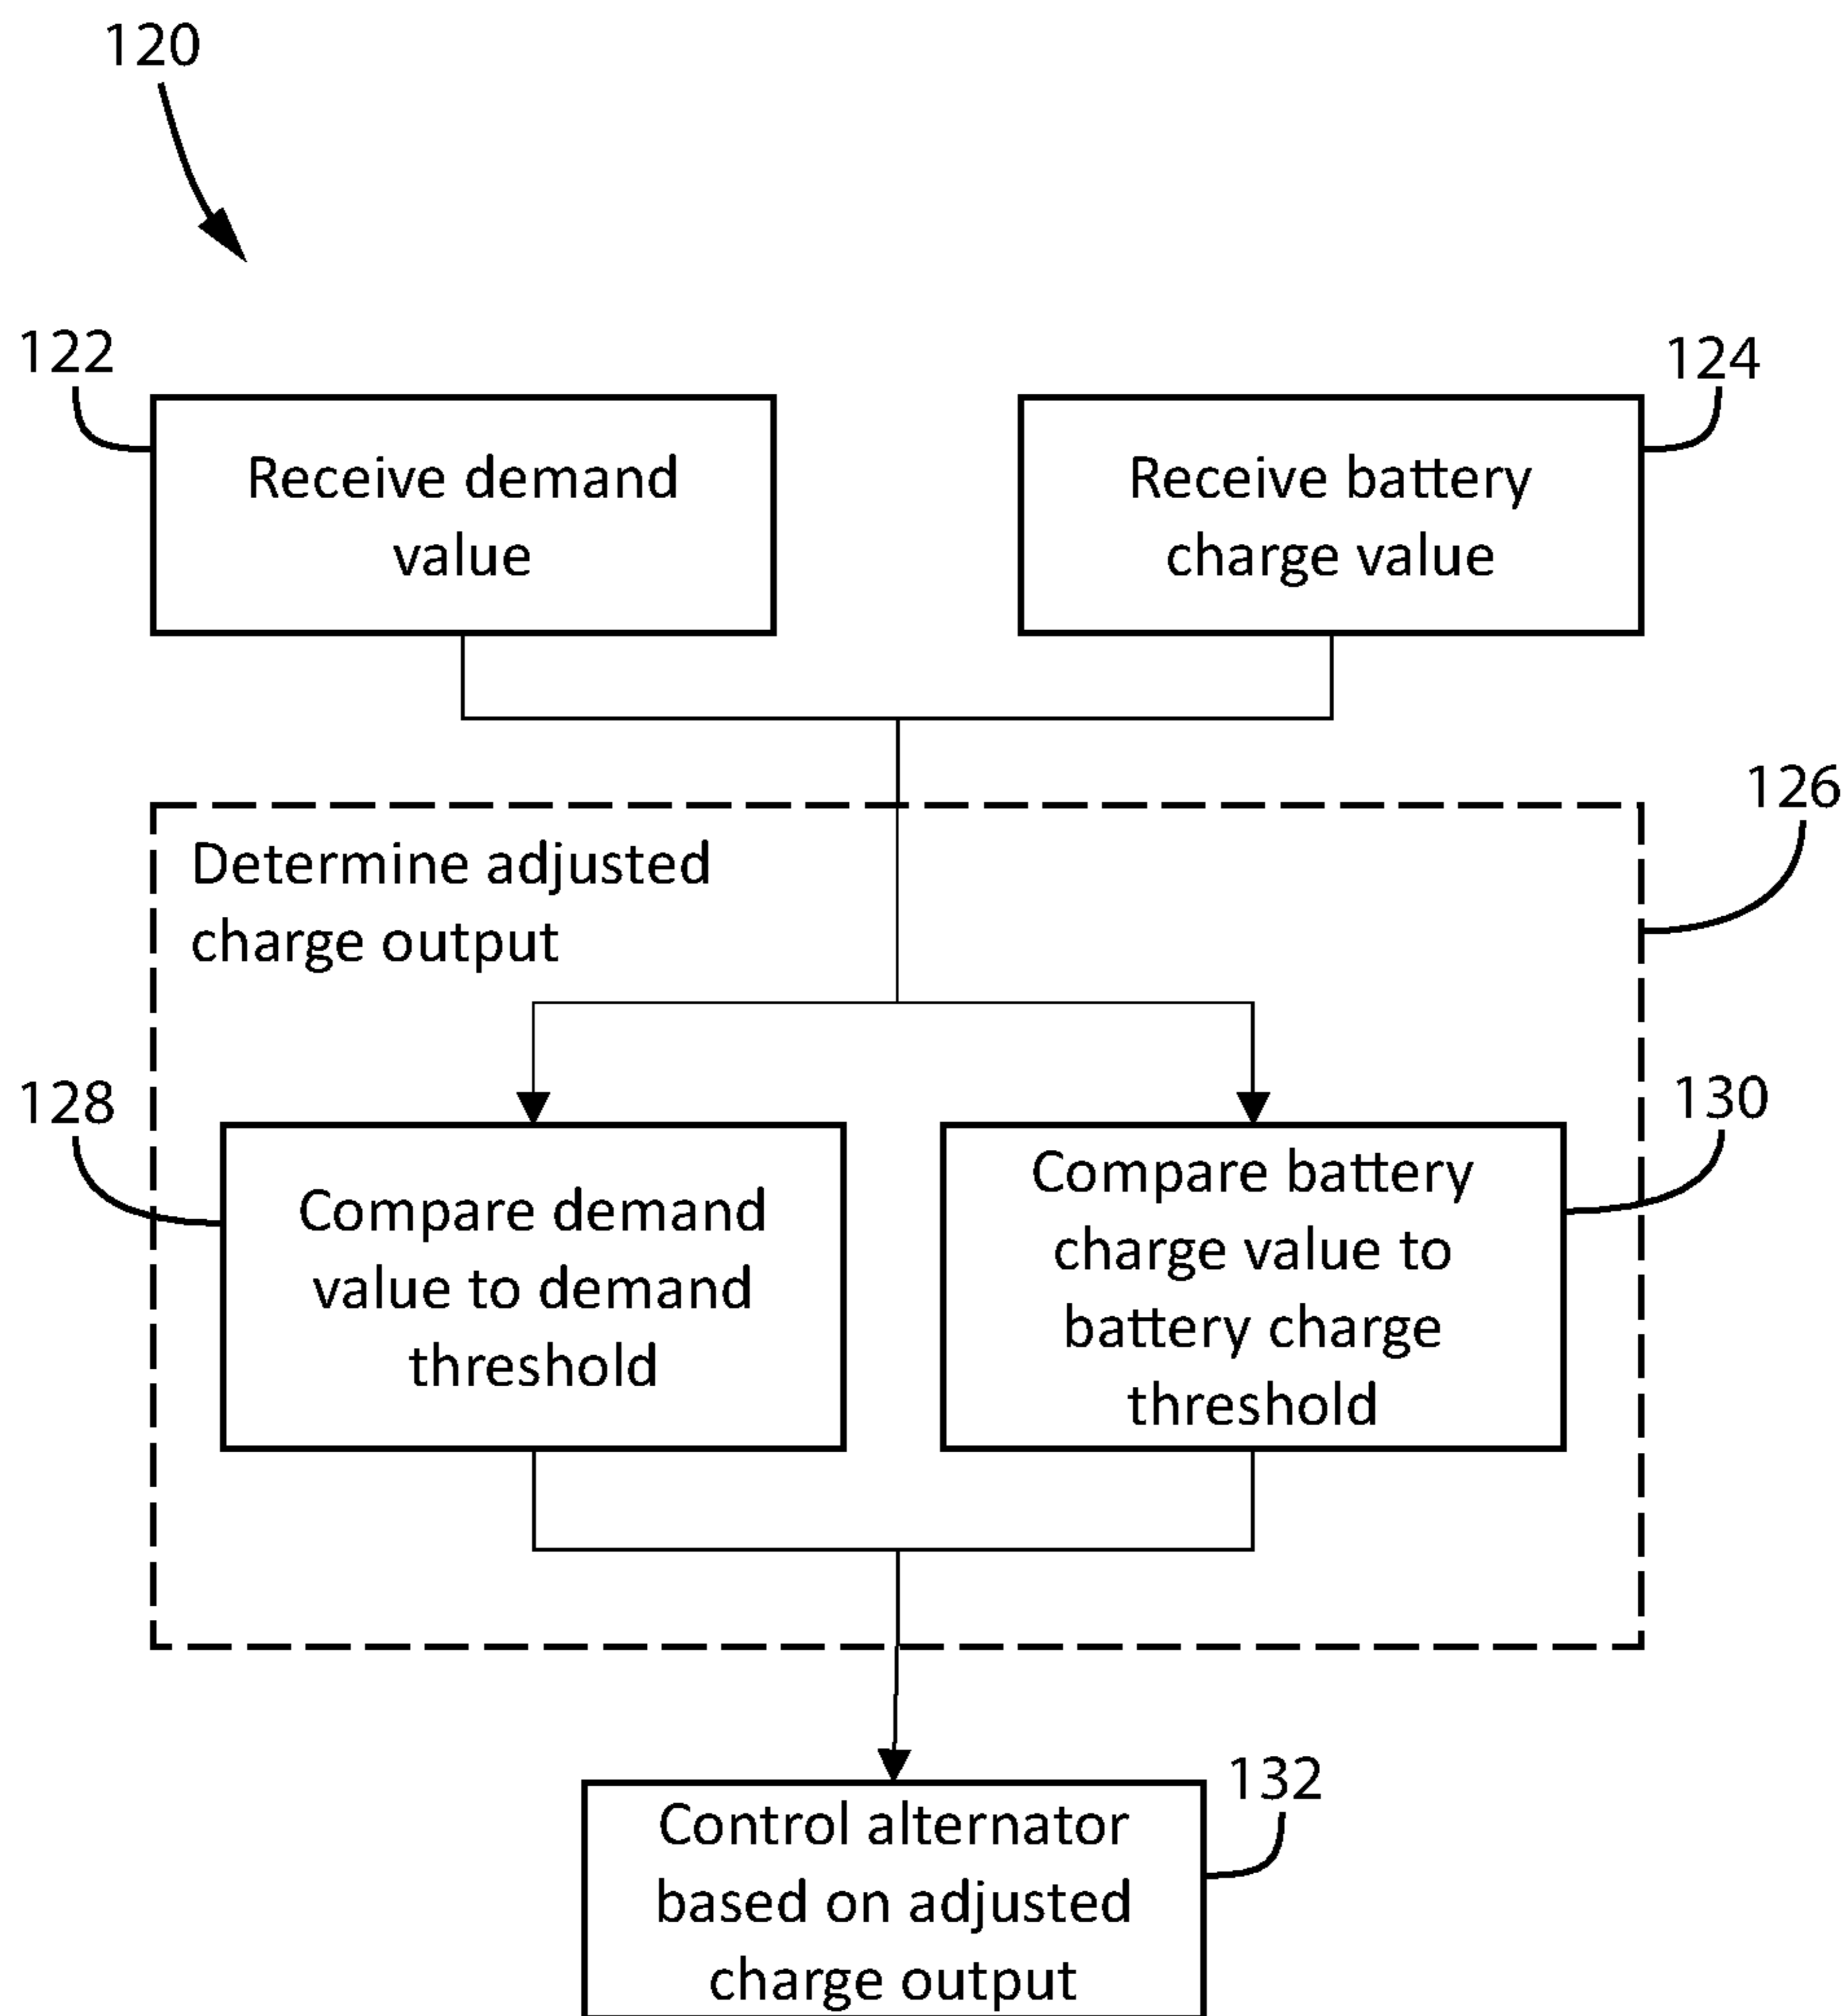 120
122
124
Receive demand
value
Receive battery
charge value
126
Determine adjusted
charge output
128
130
Compare demand
value to demand
threshold
Compare battery
charge value to
battery charge
threshold
132
Control alternator
based on adjusted
charge output